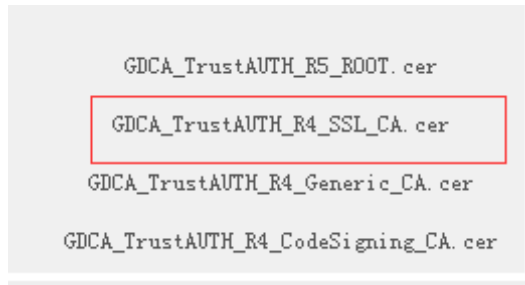 GDCA_TrustAUTH_R5_ROOT.cer
GDCA_TrustAUTH_R4_SSL_CA.cer
GDCA_TrustAUTH_R4_Generic_CA.cer
GDCA_TrustAUTH_R4_CodeSigning_CA.cer